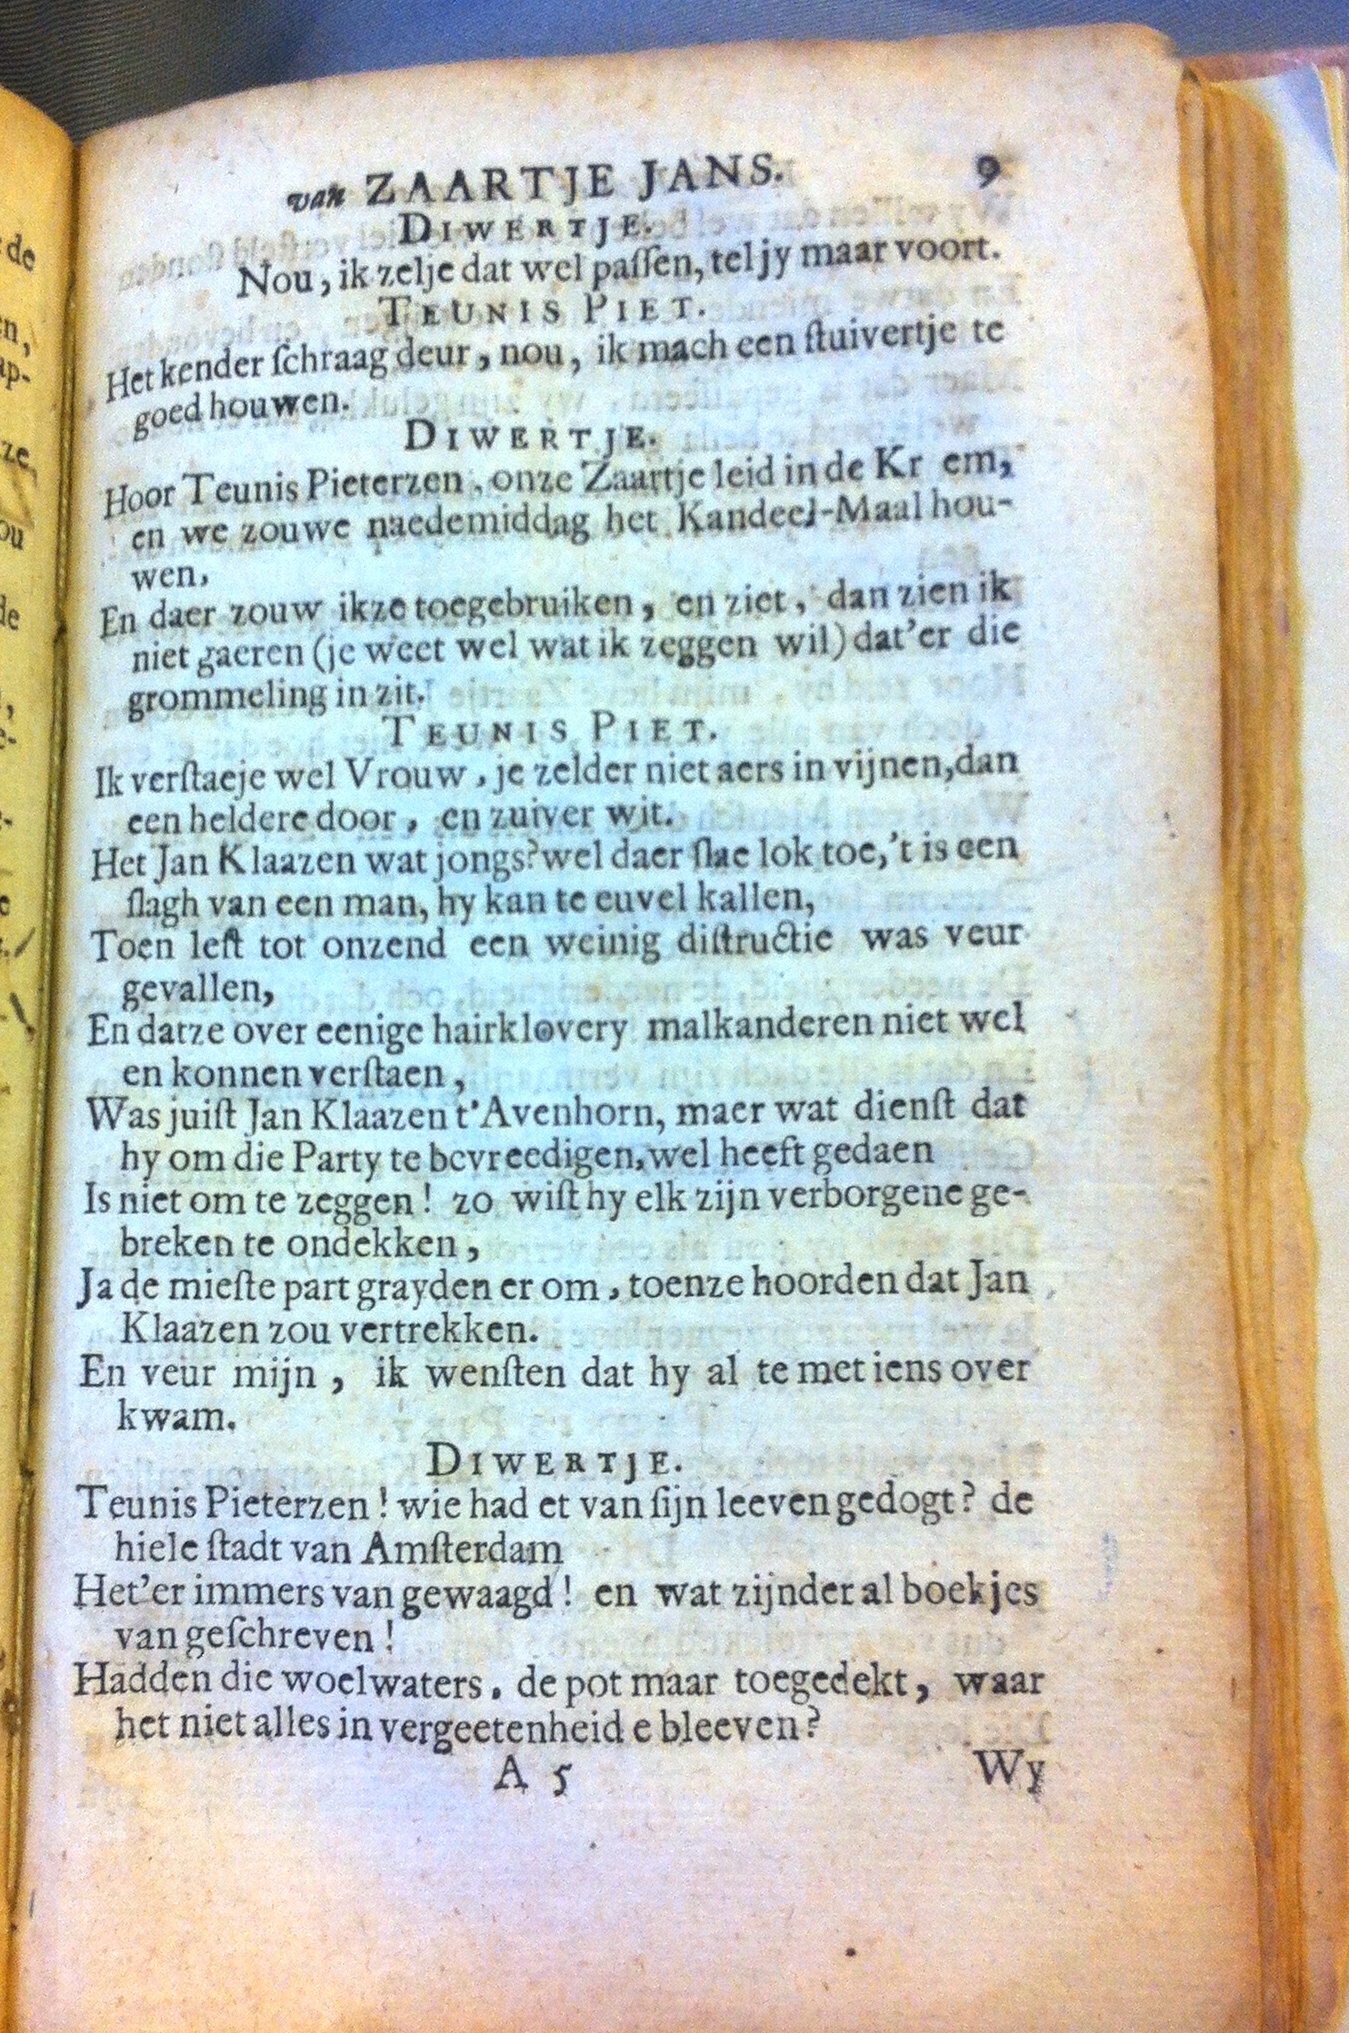 van ZAARTJE JANS. 9
DIWERTJE.
Nou, ik zelje dat wel paſſen, tel jy maar voort.
TEUNIS PIET.
Het kender ſchraag deur, nou, ik mach een ſtuivertje te
goed houwen.
DIWERTJE.
Hoor Teunis Pieterzen, onze Zaartje leid in de Kr em,
en we zouwe naedemiddag het Kandeel-Maal hou-
wen,
En daer zouw ikze toegebruiken, en ziet, dan zien ik
niet gaeren (je weet wel wat ik zeggen wil) dat'er die
grommeling in zit.
TEUNIS PIET.
Ik verſtaeje wel Vrouw, je zelder niet aers in vijnen, dan
een heldere door, en zuiver wit.
Het Jan Klaazen wat jongs? wel daer ſlae lok toe, 't is een
ſlagh van een man, hy kan te euvel kallen,
Toen leſt tot onzend een weinig diſtructie was veur
gevallen,
En datze over eenige hairklovery malkanderen niet wel
en konnen verſtaen,
Was juiſt Jan Klaazen t'Avenhorn, maer wat dienſt dat
hy om die Party te bevreedigen, wel heeft gedaen
Is niet om te zeggen! zo wiſt hy elk zijn verborgene ge-
breken te ondekken,
Ja de mieſte part grayden er om, toenze hoorden dat Jan
Klaazen zou vertrekken.
En veur mijn, ik wenſten dat hy al te met iens over
kwam.
DIWERTJE.
Teunis Pieterzen! wie had et van ſijn leeven gedogt? de
hiele ſtadt van Amſterdam
Het'er immers van gewaagd! en wat zijnder al boekjes
van geſchreven!
Hadden die woelwaters, de pot maar toegedekt, waar
het niet alles in vergeetenheid e bleeven?
A 5 Wy